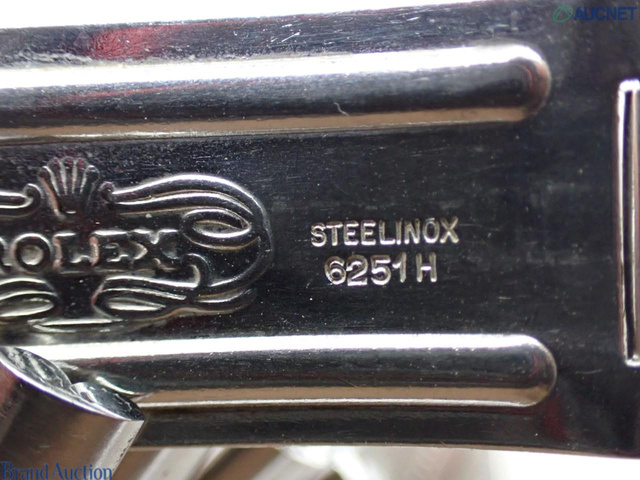 AUCNET
STEELINOX
ROLEX
6251H
Brand Auction